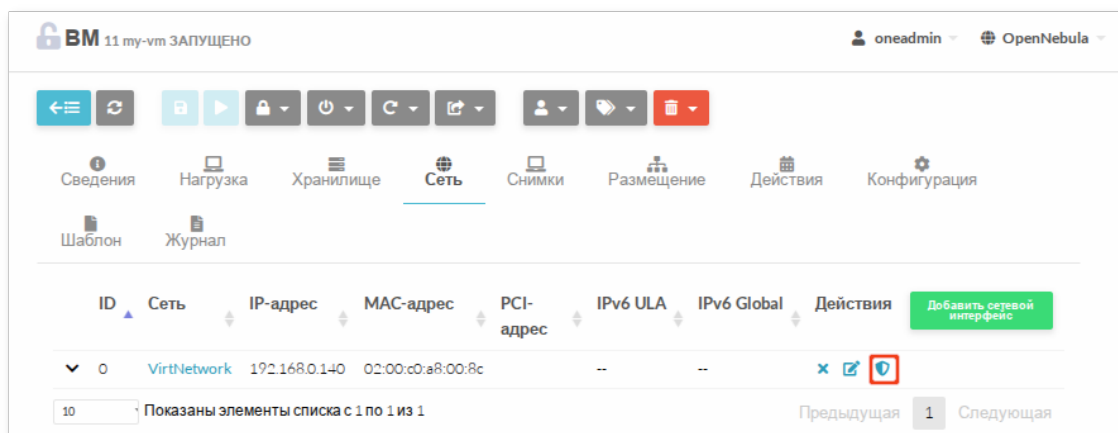 ВМ 11 my-vm ЗАПУЩЕНО oneadmin OpenNebula
Сведения Нагрузка Хранилище Сеть Снимки Размещение Действия Конфигурация
Шаблон Журнал
ID Сеть IP-адрес MAC-адрес PCI-адрес IPv6 ULA IPv6 Global Действия Добавить сетевой интерфейс
0 VirtNetwork 192.168.0.140 02:00:c0:a8:00:8c -- --
10 Показаны элементы списка с 1 по 1 из 1 Предыдущая 1 Следующая